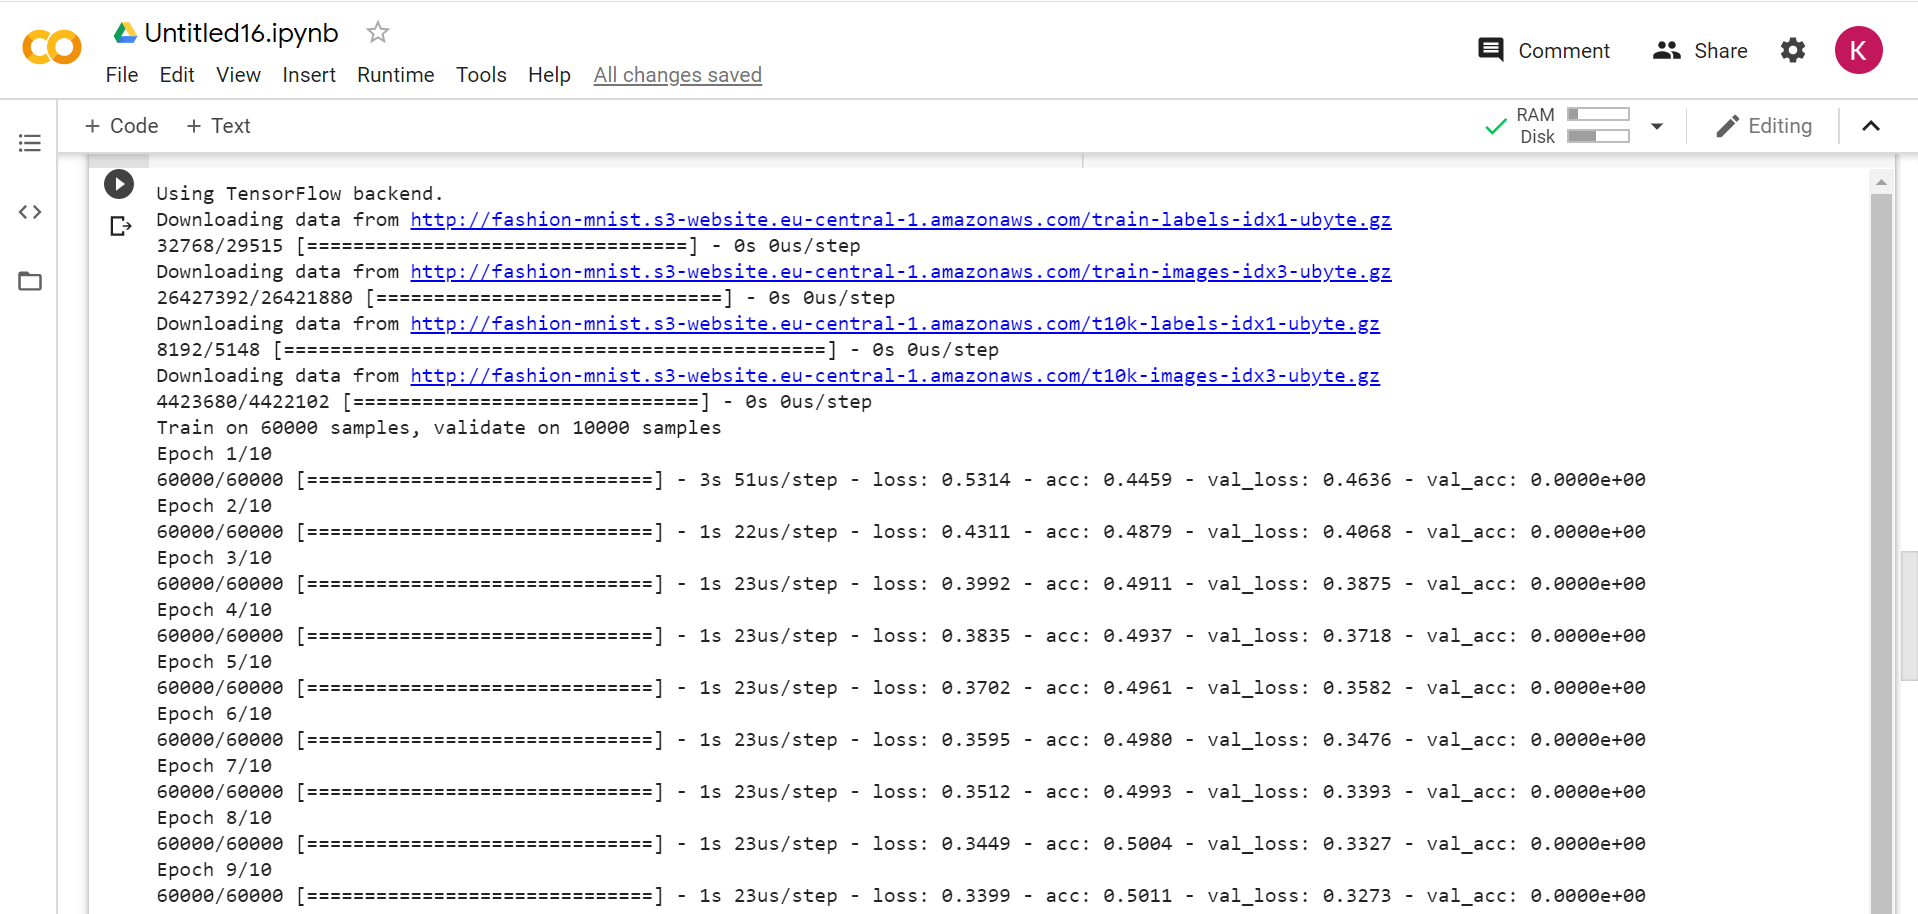 Untitled16.ipynb
File Edit View Insert Runtime Tools Help All changes saved
Comment Share K
+ Code + Text
RAM
Disk
Editing
Using TensorFlow backend.
Downloading data from http://fashion-mnist.s3-website.eu-central-1.amazonaws.com/train-labels-idx1-ubyte.gz
32768/29515 [=================================] - 0s 0us/step
Downloading data from http://fashion-mnist.s3-website.eu-central-1.amazonaws.com/train-images-idx3-ubyte.gz
26427392/26421880 [==============================] - 0s 0us/step
Downloading data from http://fashion-mnist.s3-website.eu-central-1.amazonaws.com/t10k-labels-idx1-ubyte.gz
8192/5148 [===============================================] - 0s 0us/step
Downloading data from http://fashion-mnist.s3-website.eu-central-1.amazonaws.com/t10k-images-idx3-ubyte.gz
4423680/4422102 [==============================] - 0s 0us/step
Train on 60000 samples, validate on 10000 samples
Epoch 1/10
60000/60000 [==============================] - 3s 51us/step - loss: 0.5314 - acc: 0.4459 - val_loss: 0.4636 - val_acc: 0.0000e+00
Epoch 2/10
60000/60000 [==============================] - 1s 22us/step - loss: 0.4311 - acc: 0.4879 - val_loss: 0.4068 - val_acc: 0.0000e+00
Epoch 3/10
60000/60000 [==============================] - 1s 23us/step - loss: 0.3992 - acc: 0.4911 - val_loss: 0.3875 - val_acc: 0.0000e+00
Epoch 4/10
60000/60000 [==============================] - 1s 23us/step - loss: 0.3835 - acc: 0.4937 - val_loss: 0.3718 - val_acc: 0.0000e+00
Epoch 5/10
60000/60000 [==============================] - 1s 23us/step - loss: 0.3702 - acc: 0.4961 - val_loss: 0.3582 - val_acc: 0.0000e+00
Epoch 6/10
60000/60000 [==============================] - 1s 23us/step - loss: 0.3595 - acc: 0.4980 - val_loss: 0.3476 - val_acc: 0.0000e+00
Epoch 7/10
60000/60000 [==============================] - 1s 23us/step - loss: 0.3512 - acc: 0.4993 - val_loss: 0.3393 - val_acc: 0.0000e+00
Epoch 8/10
60000/60000 [==============================] - 1s 23us/step - loss: 0.3449 - acc: 0.5004 - val_loss: 0.3327 - val_acc: 0.0000e+00
Epoch 9/10
60000/60000 [==============================] - 1s 23us/step - loss: 0.3399 - acc: 0.5011 - val_loss: 0.3273 - val_acc: 0.0000e+00